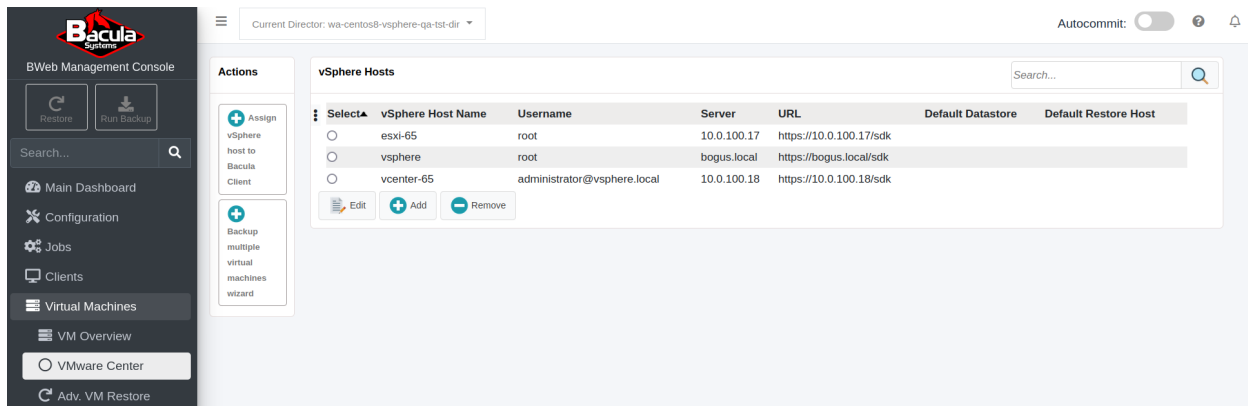 Bacula
Systems
BWeb Management Console
Restore
Run Backup
Search...
Main Dashboard
Configuration
Jobs
Clients
Virtual Machines
VM Overview
VMware Center
Adv. VM Restore
Current Director: wa-centos8-vsphere-qa-tst-dir
Autocommit:
Actions
Assign
vSphere
host to
Bacula
Client
Backup
multiple
virtual
machines
wizard
vSphere Hosts
Search...
Select vSphere Host Name Username Server URL Default Datastore Default Restore Host
esxi-65 root 10.0.100.17 https://10.0.100.17/sdk
vsphere root bogus.local https://bogus.local/sdk
vcenter-65 administrator@vsphere.local 10.0.100.18 https://10.0.100.18/sdk
Edit Add Remove